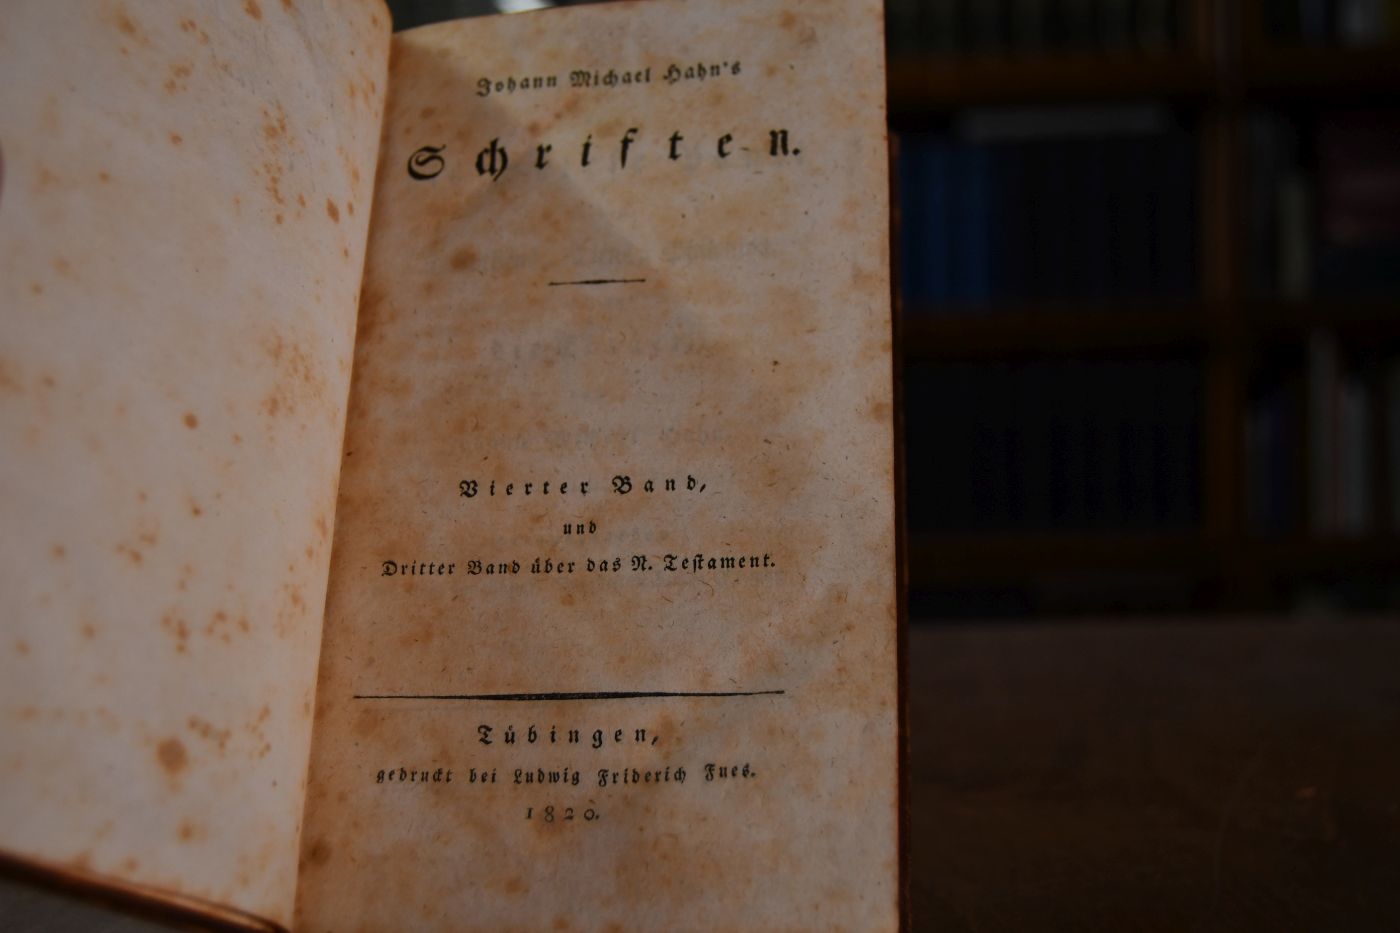 Johann Michael Hahn's
Schriften.
Vierter Band,
und
Dritter Band über das N. Testament.
Tübingen,
gedruckt bei Ludwig Friderich Fues.
1820.